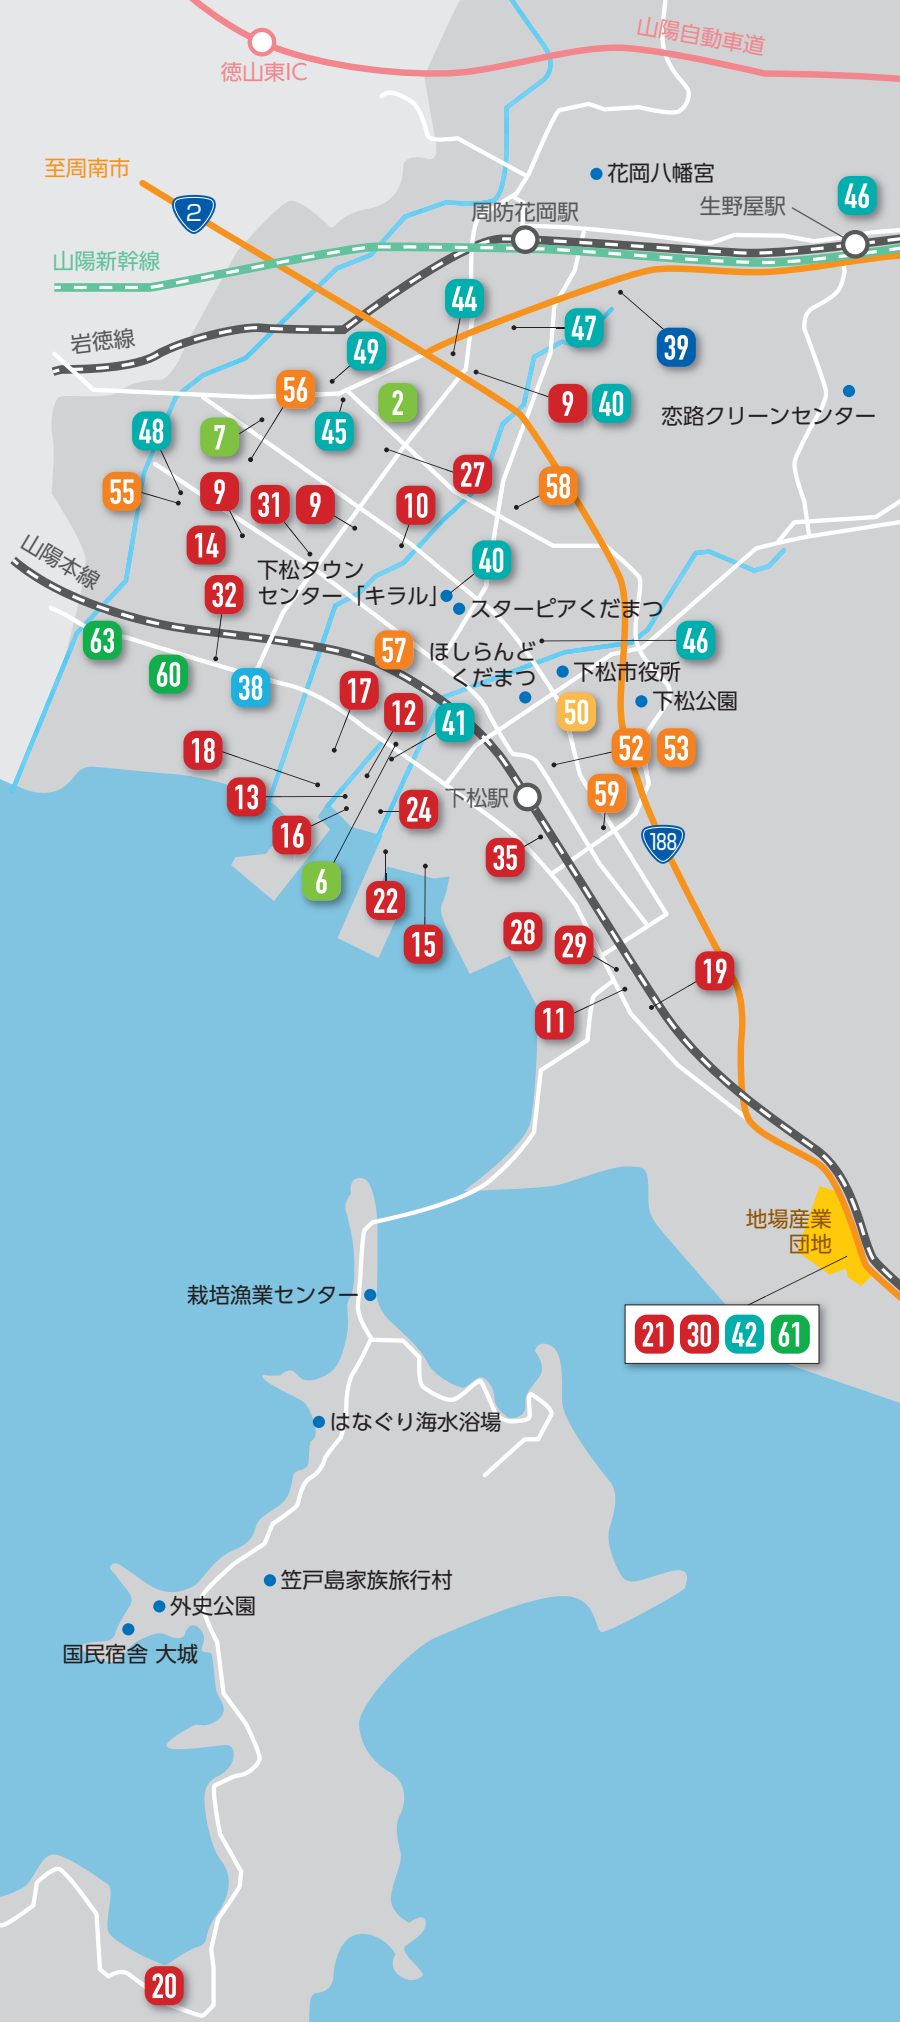 山陽自動車道
徳山東IC
至周南市
2
花岡八幡宮
周防花岡駅
生野屋駅
46
山陽新幹線
44
47
岩徳線
49
39
56
2
9
40
恋路クリーンセンター
7
45
48
27
55
9
31
9
10
58
14
山陽本線
下松タウン
センター「キラル」
40
32
スターピアくだまつ
63
57
ほしらんど
くだまつ
46
60
38
下松市役所
17
12
41
50
下松公園
18
52
53
13
24
下松駅
59
16
188
35
6
22
15
28
29
19
11
地場産業
団地
栽培漁業センター
21
30
42
61
はなぐり海水浴場
笠戸島家族旅行村
外史公園
国民宿舎 大城
20